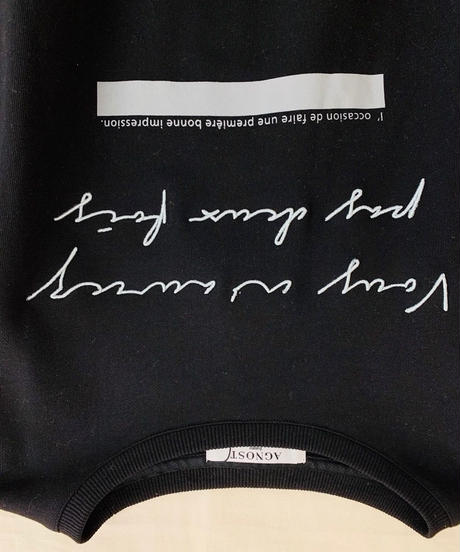 AGNOST
Vous n'aurez
pas deux fois
l' occasion de faire une première bonne impression.